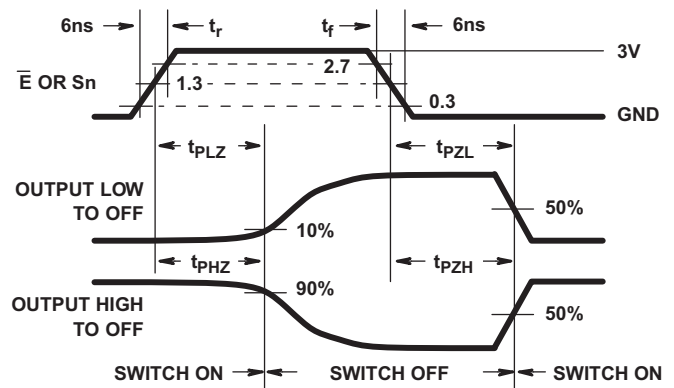 6ns tr tf 6ns
3V
E OR Sn 1.3 2.7 0.3
GND
tPLZ tPZL
OUTPUT LOW
TO OFF
10% 50%
tPHZ tPZH
OUTPUT HIGH
TO OFF
90% 50%
SWITCH ON SWITCH OFF SWITCH ON